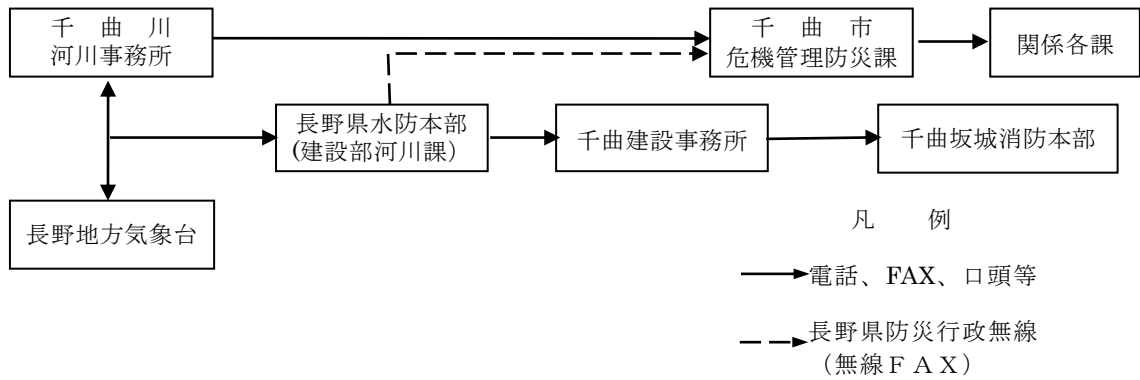 千 曲 川
河川事務所
千 曲 市
危機管理防災課
関係各課
長野県水防本部
(建設部河川課）
千曲建設事務所
千曲坂城消防本部
長野地方気象台
凡 例
電話、FAX、口頭等
長野県防災行政無線
（無線ＦＡＸ）